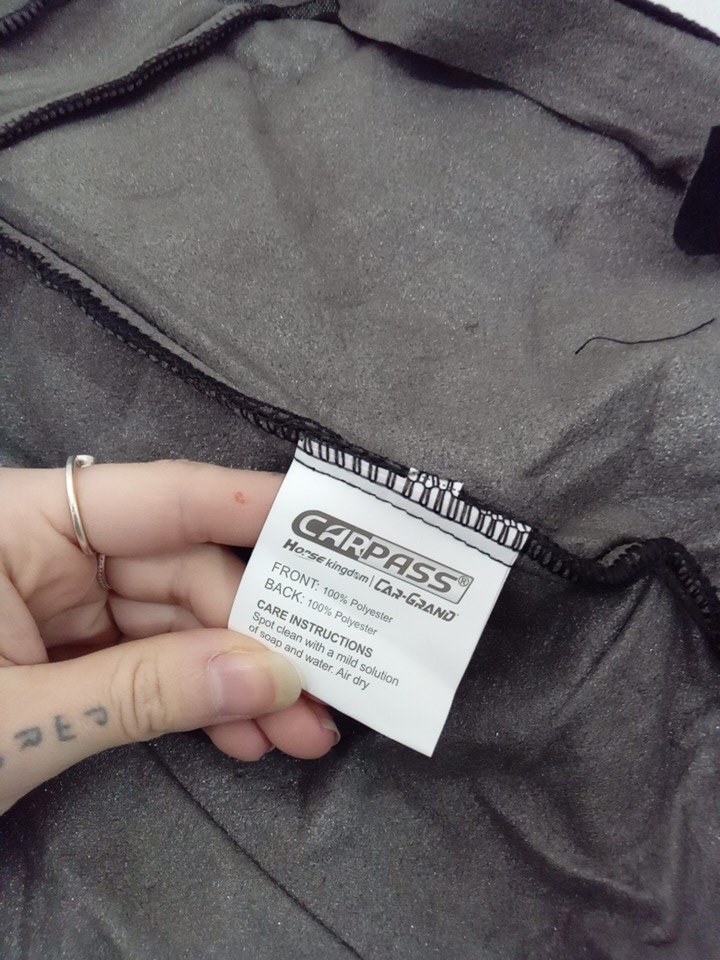 CARPASS®
Horse kingdom | CAR-GRAND
FRONT: 100% Polyester
BACK: 100% Polyester
CARE INSTRUCTIONS
Spot clean with a mild solution
of soap and water. Air dry